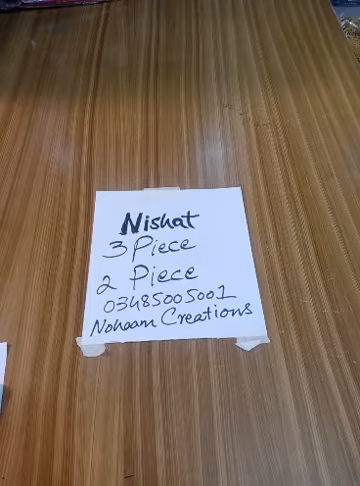 Nishat
3 Piece
2 Piece
03485005001
Nohaam Creations